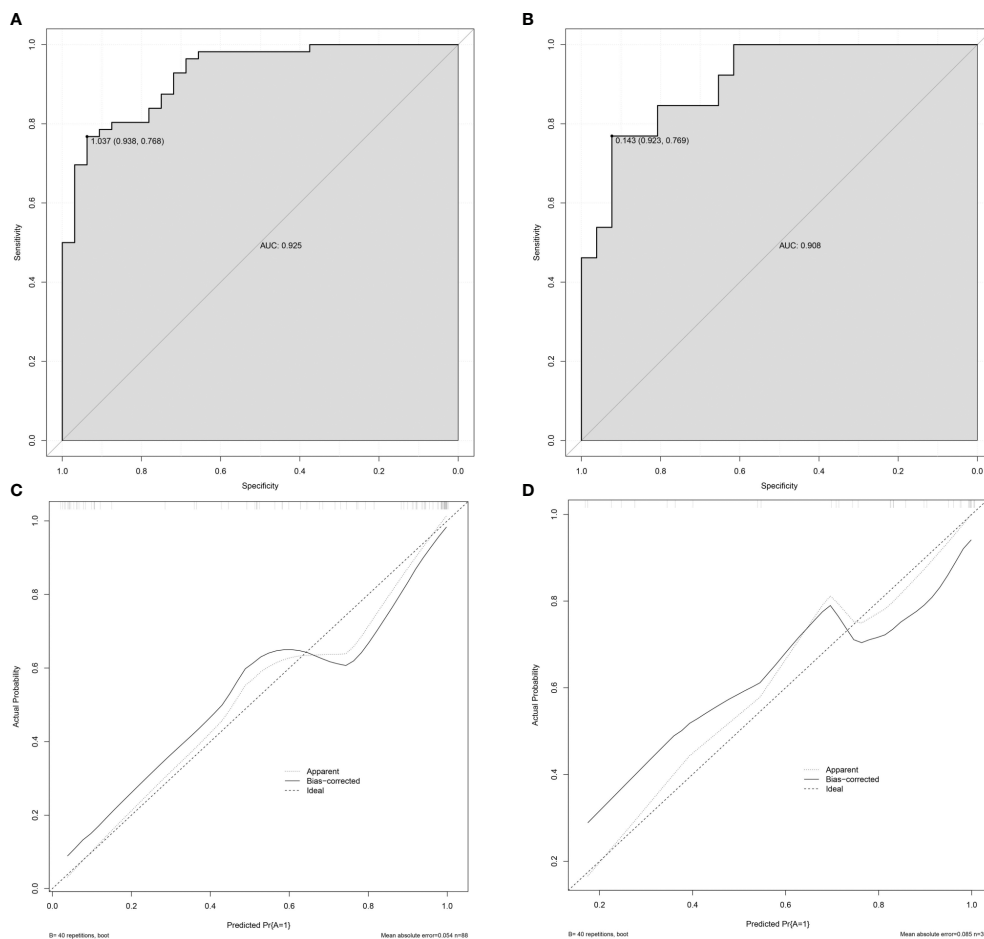 A
1.0
0.8
0.6
0.4
0.2
0.0
Sensitivity
1.037 (0.938, 0.768)
AUC: 0.925
1.0
0.8
0.6
0.4
0.2
0.0
Specificity
B
1.0
0.8
0.6
0.4
0.2
0.0
Sensitivity
0.143 (0.923, 0.769)
AUC: 0.908
1.0
0.8
0.6
0.4
0.2
0.0
Specificity
C
1.0
0.8
0.6
0.4
0.2
0.0
Actual Probability
Apparent
Bias-corrected
Ideal
0.0
0.2
0.4
0.6
0.8
1.0
Predicted Pr{A=1}
B= 40 repetitions, boot
Mean absolute error=0.054 n=88
D
1.0
0.8
0.6
0.4
0.2
Actual Probability
Apparent
Bias-corrected
Ideal
0.2
0.4
0.6
0.8
1.0
Predicted Pr{A=1}
B= 40 repetitions, boot
Mean absolute error=0.085 n=3